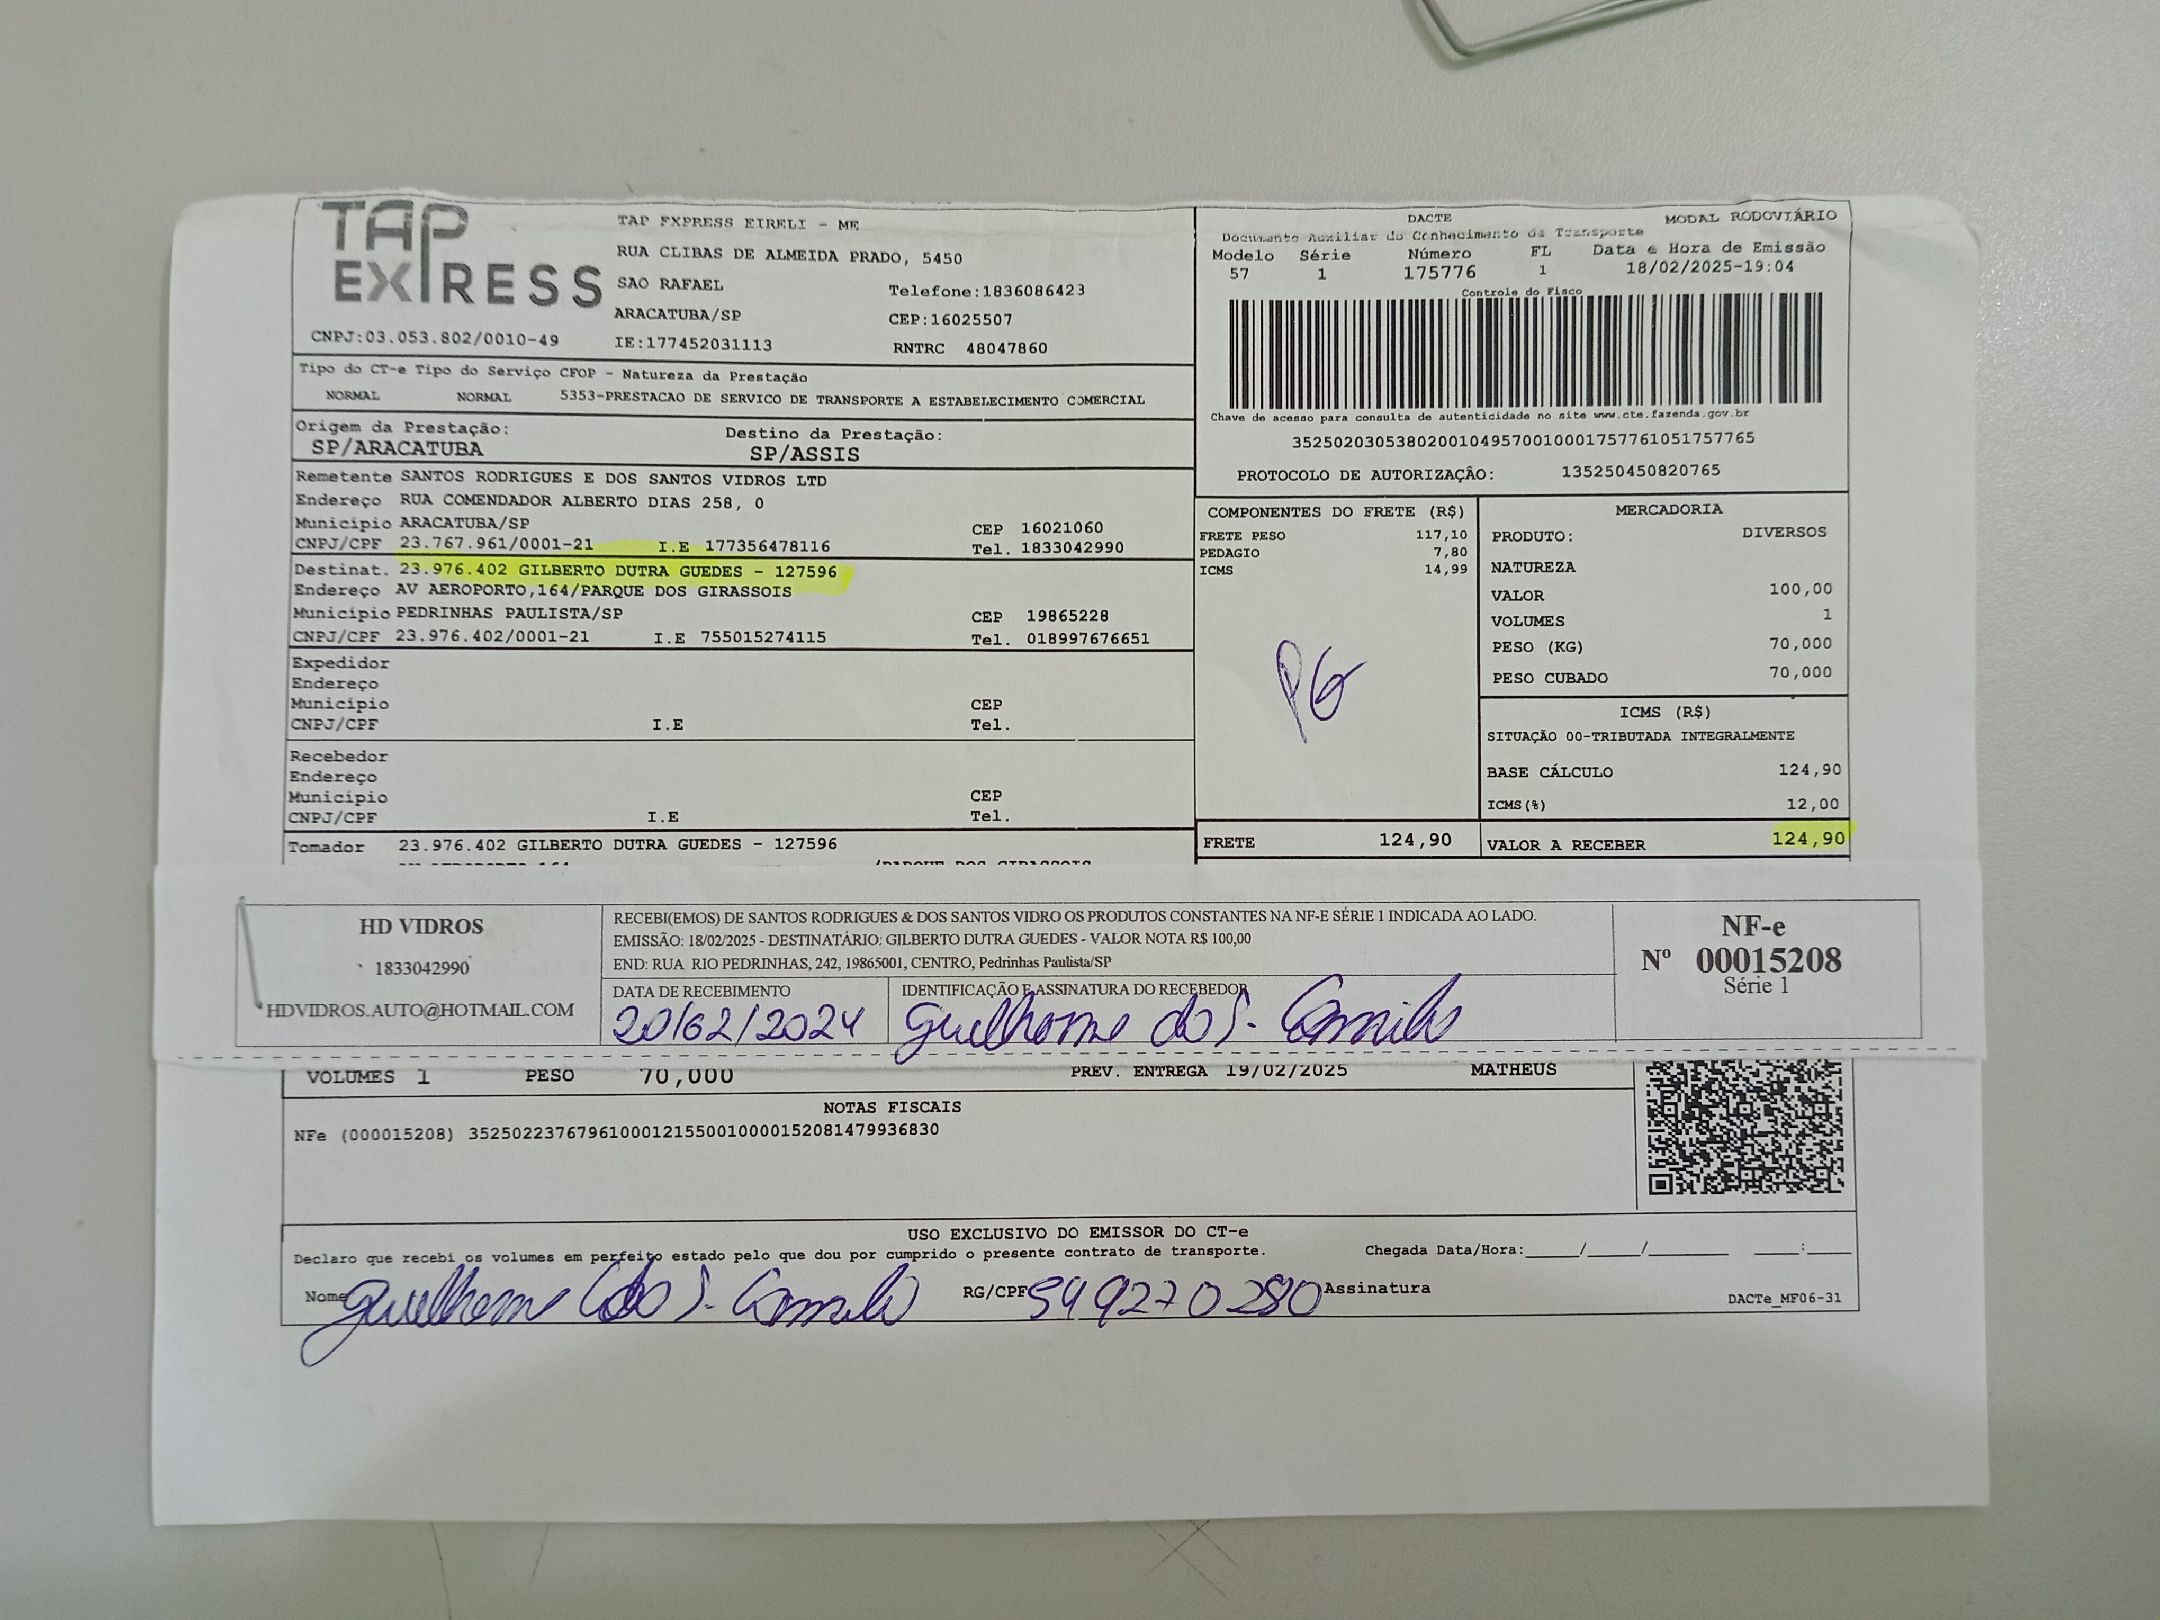 TAP EXPRESS
CNPJ:03.053.802/0010-49
TAP EXPRESS EIRELI - ME
RUA CLIBAS DE ALMEIDA PRADO, 5450
SAO RAFAEL
ARACATUBA/SP
IE:177452031113
Telefone:1836086423
CEP:16025507
RNTRC 48047860
DACTE MODAL RODOVIÁRIO
Documento Auxiliar do Conhecimento de Transporte
Modelo Série Número FL Data e Hora de Emissão
57 1 175776 1 18/02/2025-19:04
Controle do Fisco
Chave de acesso para consulta de autenticidade no site www.cte.fazenda.gov.br
35250203053802001049570010001757761051757765
PROTOCOLO DE AUTORIZAÇÂO: 135250450820765
Tipo do CT-e Tipo do Serviço CFOP - Natureza da Prestação
NORMAL NORMAL 5353-PRESTACAO DE SERVICO DE TRANSPORTE A ESTABELECIMENTO COMERCIAL
Origem da Prestação: Destino da Prestação:
SP/ARACATUBA SP/ASSIS
Remetente SANTOS RODRIGUES E DOS SANTOS VIDROS LTD
Endereço RUA COMENDADOR ALBERTO DIAS 258, 0
Município ARACATUBA/SP CEP 16021060
CNPJ/CPF 23.767.961/0001-21 I.E 177356478116 Tel. 1833042990
Destinat. 23.976.402 GILBERTO DUTRA GUEDES - 127596
Endereço AV AEROPORTO,164/PARQUE DOS GIRASSOIS
Município PEDRINHAS PAULISTA/SP CEP 19865228
CNPJ/CPF 23.976.402/0001-21 I.E 755015274115 Tel. 018997676651
Expedidor
Endereço
Município CEP
CNPJ/CPF I.E Tel.
Recebedor
Endereço
Município CEP
CNPJ/CPF I.E Tel.
Tomador 23.976.402 GILBERTO DUTRA GUEDES - 127596
COMPONENTES DO FRETE (R$)
FRETE PESO 117,10
PEDAGIO 7,80
ICMS 14,99
PG
FRETE 124,90
MERCADORIA
PRODUTO: DIVERSOS
NATUREZA
VALOR 100,00
VOLUMES 1
PESO (KG) 70,000
PESO CUBADO 70,000
ICMS (R$)
SITUAÇÃO 00-TRIBUTADA INTEGRALMENTE
BASE CÁLCULO 124,90
ICMS(%) 12,00
VALOR A RECEBER 124,90
HD VIDROS
1833042990
HDVIDROS.AUTO@HOTMAIL.COM
RECEBI(EMOS) DE SANTOS RODRIGUES & DOS SANTOS VIDRO OS PRODUTOS CONSTANTES NA NF-E SÉRIE 1 INDICADA AO LADO.
EMISSÃO: 18/02/2025 - DESTINATÁRIO: GILBERTO DUTRA GUEDES - VALOR NOTA R$ 100,00
END: RUA RIO PEDRINHAS, 242, 19865001, CENTRO, Pedrinhas Paulista/SP
DATA DE RECEBIMENTO
20/02/2024
IDENTIFICAÇÃO E ASSINATURA DO RECEBEDOR
Guilherme do S. Camilo
NF-e
Nº 00015208
Série 1
VOLUMES 1 PESO 70,000 PREV. ENTREGA 19/02/2025 MATHEUS
NOTAS FISCAIS
NFe (000015208) 35250223767961000121550010000152081479936830
USO EXCLUSIVO DO EMISSOR DO CT-e
Declaro que recebi os volumes em perfeito estado pelo que dou por cumprido o presente contrato de transporte. Chegada Data/Hora:_____/_____/________ ____:____
Nome Guilherme do S. Camilo RG/CPF 549270280 Assinatura
DACTe_MF06-31